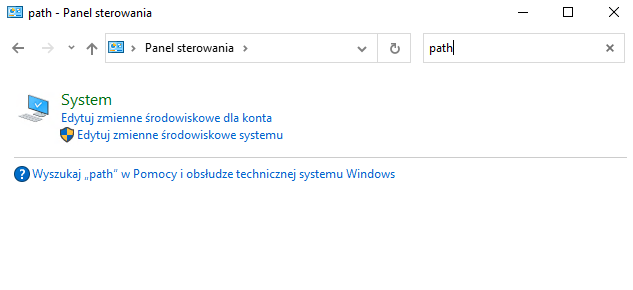 path - Panel sterowania
Panel sterowania
path
System
Edytuj zmienne środowiskowe dla konta
Edytuj zmienne środowiskowe systemu
Wyszukaj „path” w Pomocy i obsłudze technicznej systemu Windows